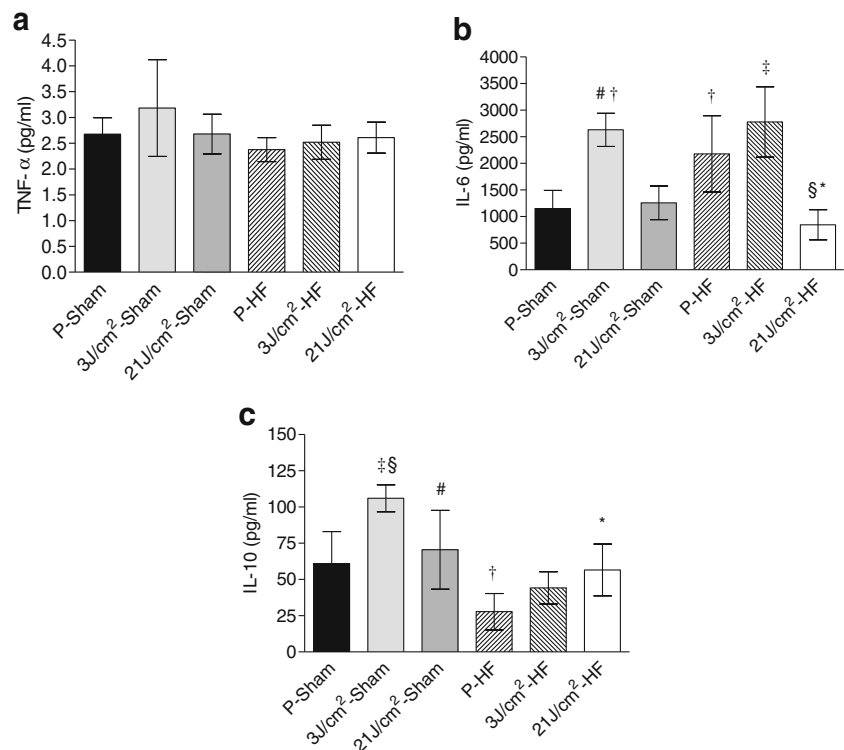 a
TNF- α (pg/ml)
4.5
4.0
3.5
3.0
2.5
2.0
1.5
1.0
0.5
0.0
P-Sham
3J/cm²-Sham
21J/cm²-Sham
P-HF
3J/cm²-HF
21J/cm²-HF
b
IL-6 (pg/ml)
4000
3500
3000
2500
2000
1500
1000
500
0
# †
†
‡
§ *
P-Sham
3J/cm²-Sham
21J/cm²-Sham
P-HF
3J/cm²-HF
21J/cm²-HF
c
IL-10 (pg/ml)
150
125
100
75
50
25
0
‡§
#
†
*
P-Sham
3J/cm²-Sham
21J/cm²-Sham
P-HF
3J/cm²-HF
21J/cm²-HF